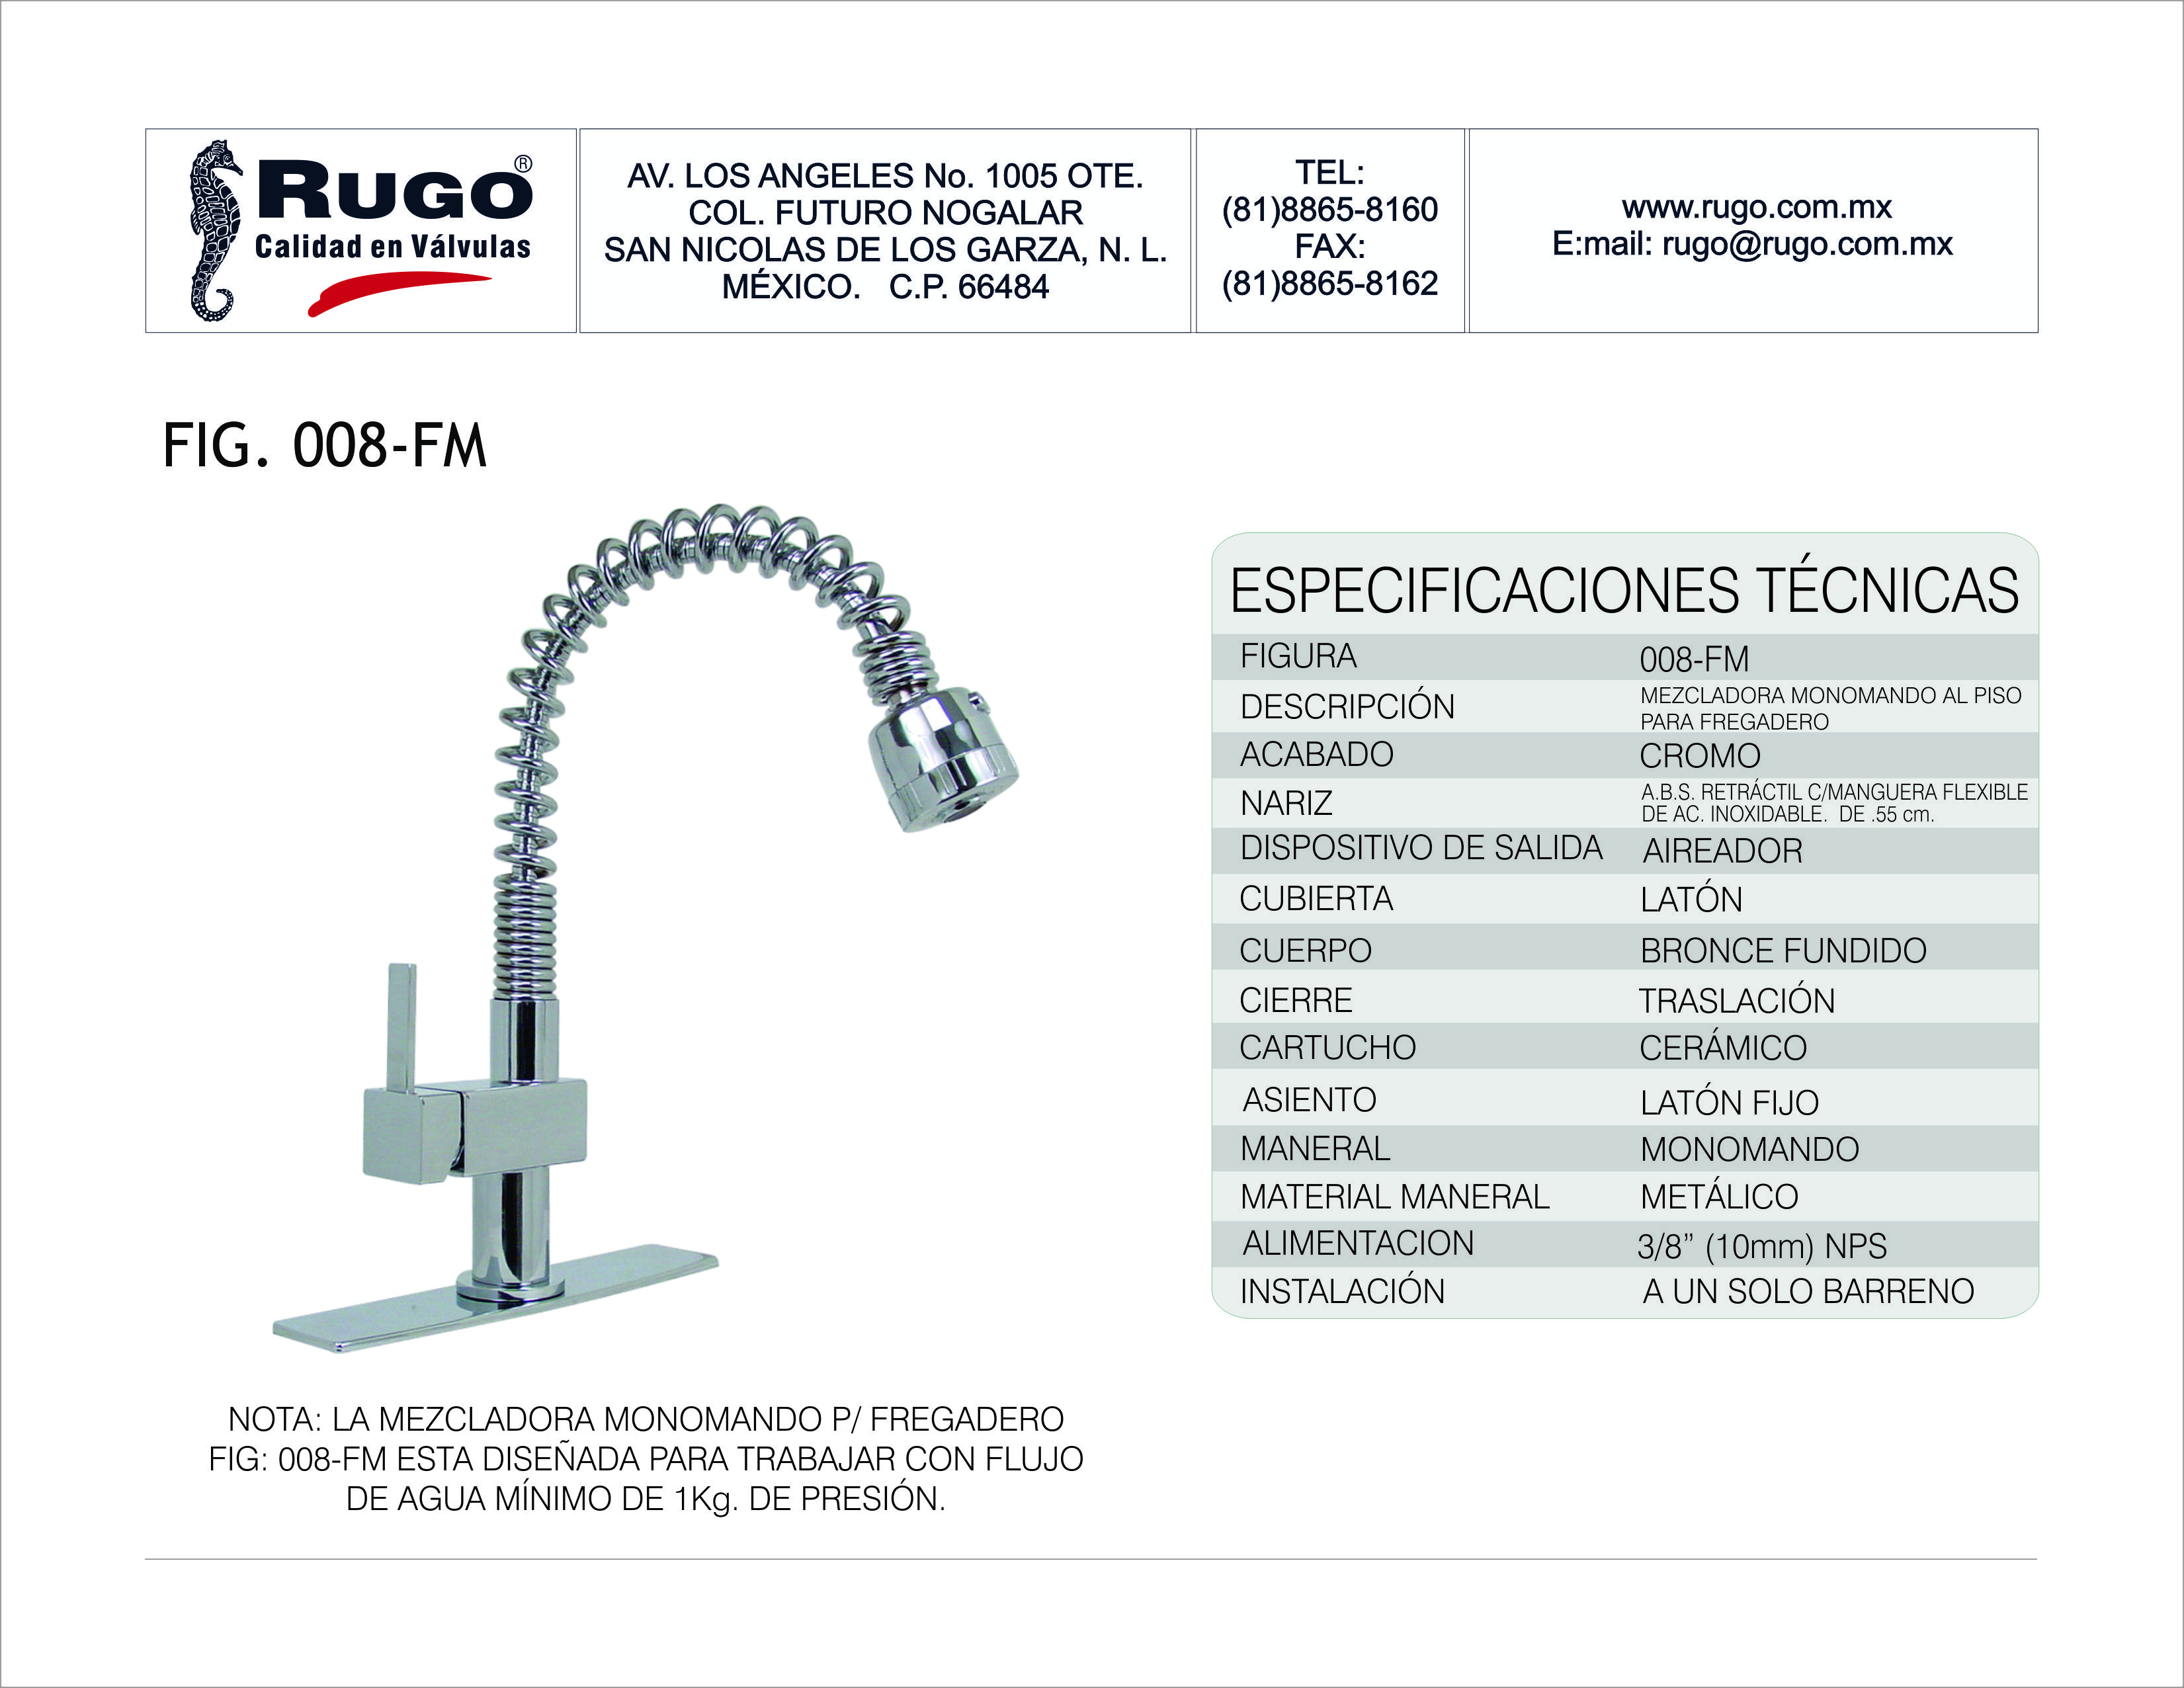 RUGO®
Calidad en Válvulas
AV. LOS ANGELES No. 1005 OTE.
COL. FUTURO NOGALAR
SAN NICOLAS DE LOS GARZA, N. L.
MÉXICO. C.P. 66484
TEL:
(81)8865-8160
FAX:
(81)8865-8162
www.rugo.com.mx
E:mail: rugo@rugo.com.mx
FIG. 008-FM
ESPECIFICACIONES TÉCNICAS
FIGURA 008-FM
DESCRIPCIÓN MEZCLADORA MONOMANDO AL PISO
PARA FREGADERO
ACABADO CROMO
NARIZ A.B.S. RETRÁCTIL C/MANGUERA FLEXIBLE
DE AC. INOXIDABLE. DE .55 cm.
DISPOSITIVO DE SALIDA AIREADOR
CUBIERTA LATÓN
CUERPO BRONCE FUNDIDO
CIERRE TRASLACIÓN
CARTUCHO CERÁMICO
ASIENTO LATÓN FIJO
MANERAL MONOMANDO
MATERIAL MANERAL METÁLICO
ALIMENTACION 3/8” (10mm) NPS
INSTALACIÓN A UN SOLO BARRENO
NOTA: LA MEZCLADORA MONOMANDO P/ FREGADERO
FIG: 008-FM ESTA DISEÑADA PARA TRABAJAR CON FLUJO
DE AGUA MÍNIMO DE 1Kg. DE PRESIÓN.